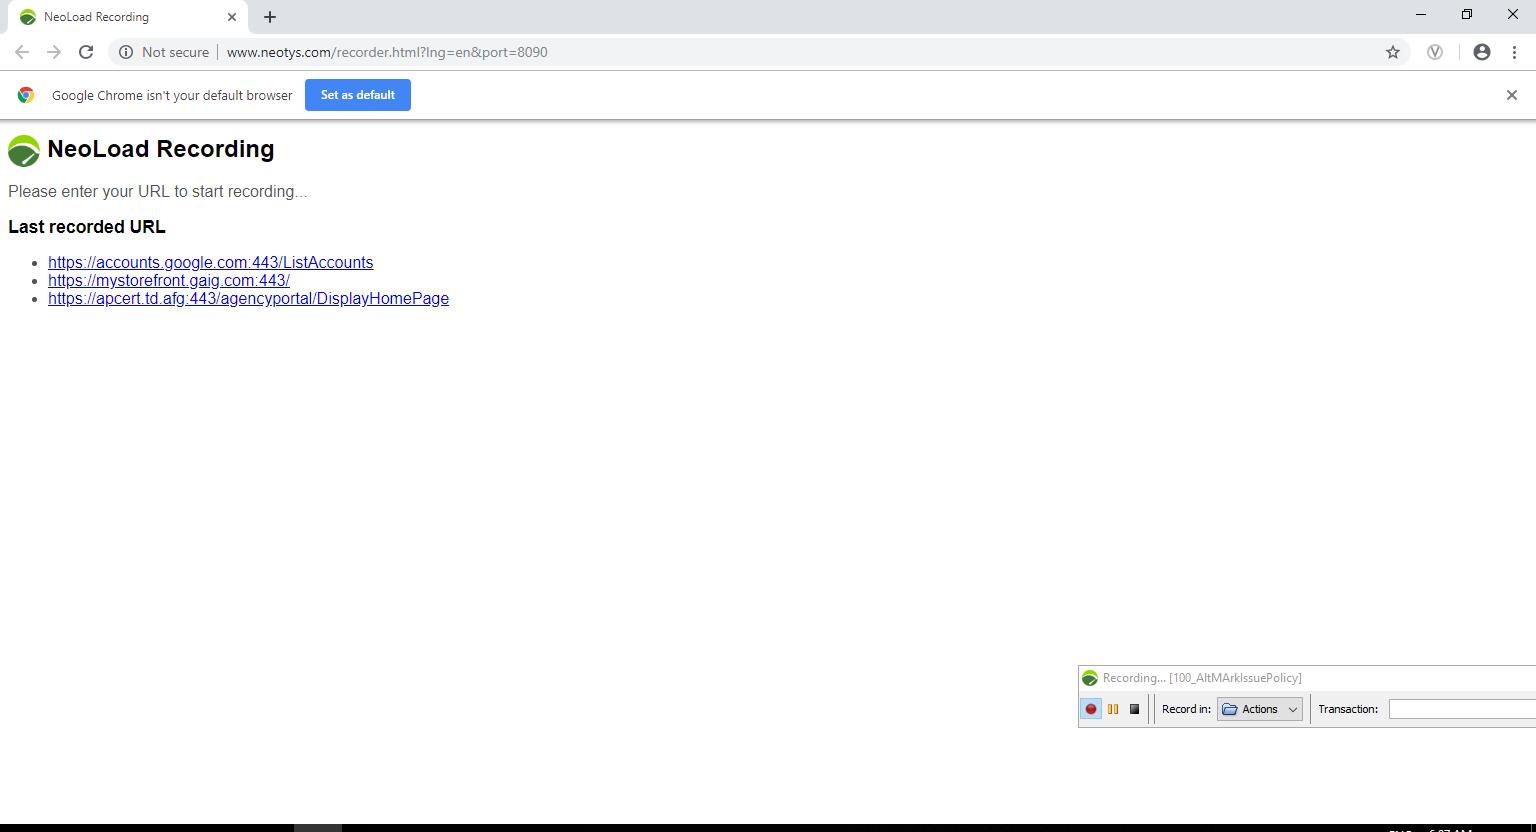 NeoLoad Recording
Not secure
www.neotys.com/recorder.html?lng=en&port=8090
Google Chrome isn't your default browser
Set as default
NeoLoad Recording
Please enter your URL to start recording...
Last recorded URL
https://accounts.google.com:443/ListAccounts
https://mystorefront.gaig.com:443/
https://apcert.td.afg:443/agencyportal/DisplayHomePage
Recording... [100_AltMArkIssuePolicy]
Record in: Actions Transaction: